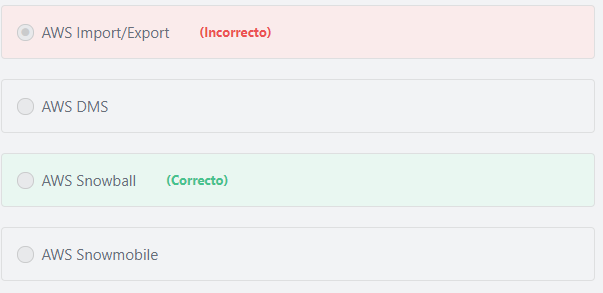 AWS Import/Export (Incorrecto)
AWS DMS
AWS Snowball (Correcto)
AWS Snowmobile